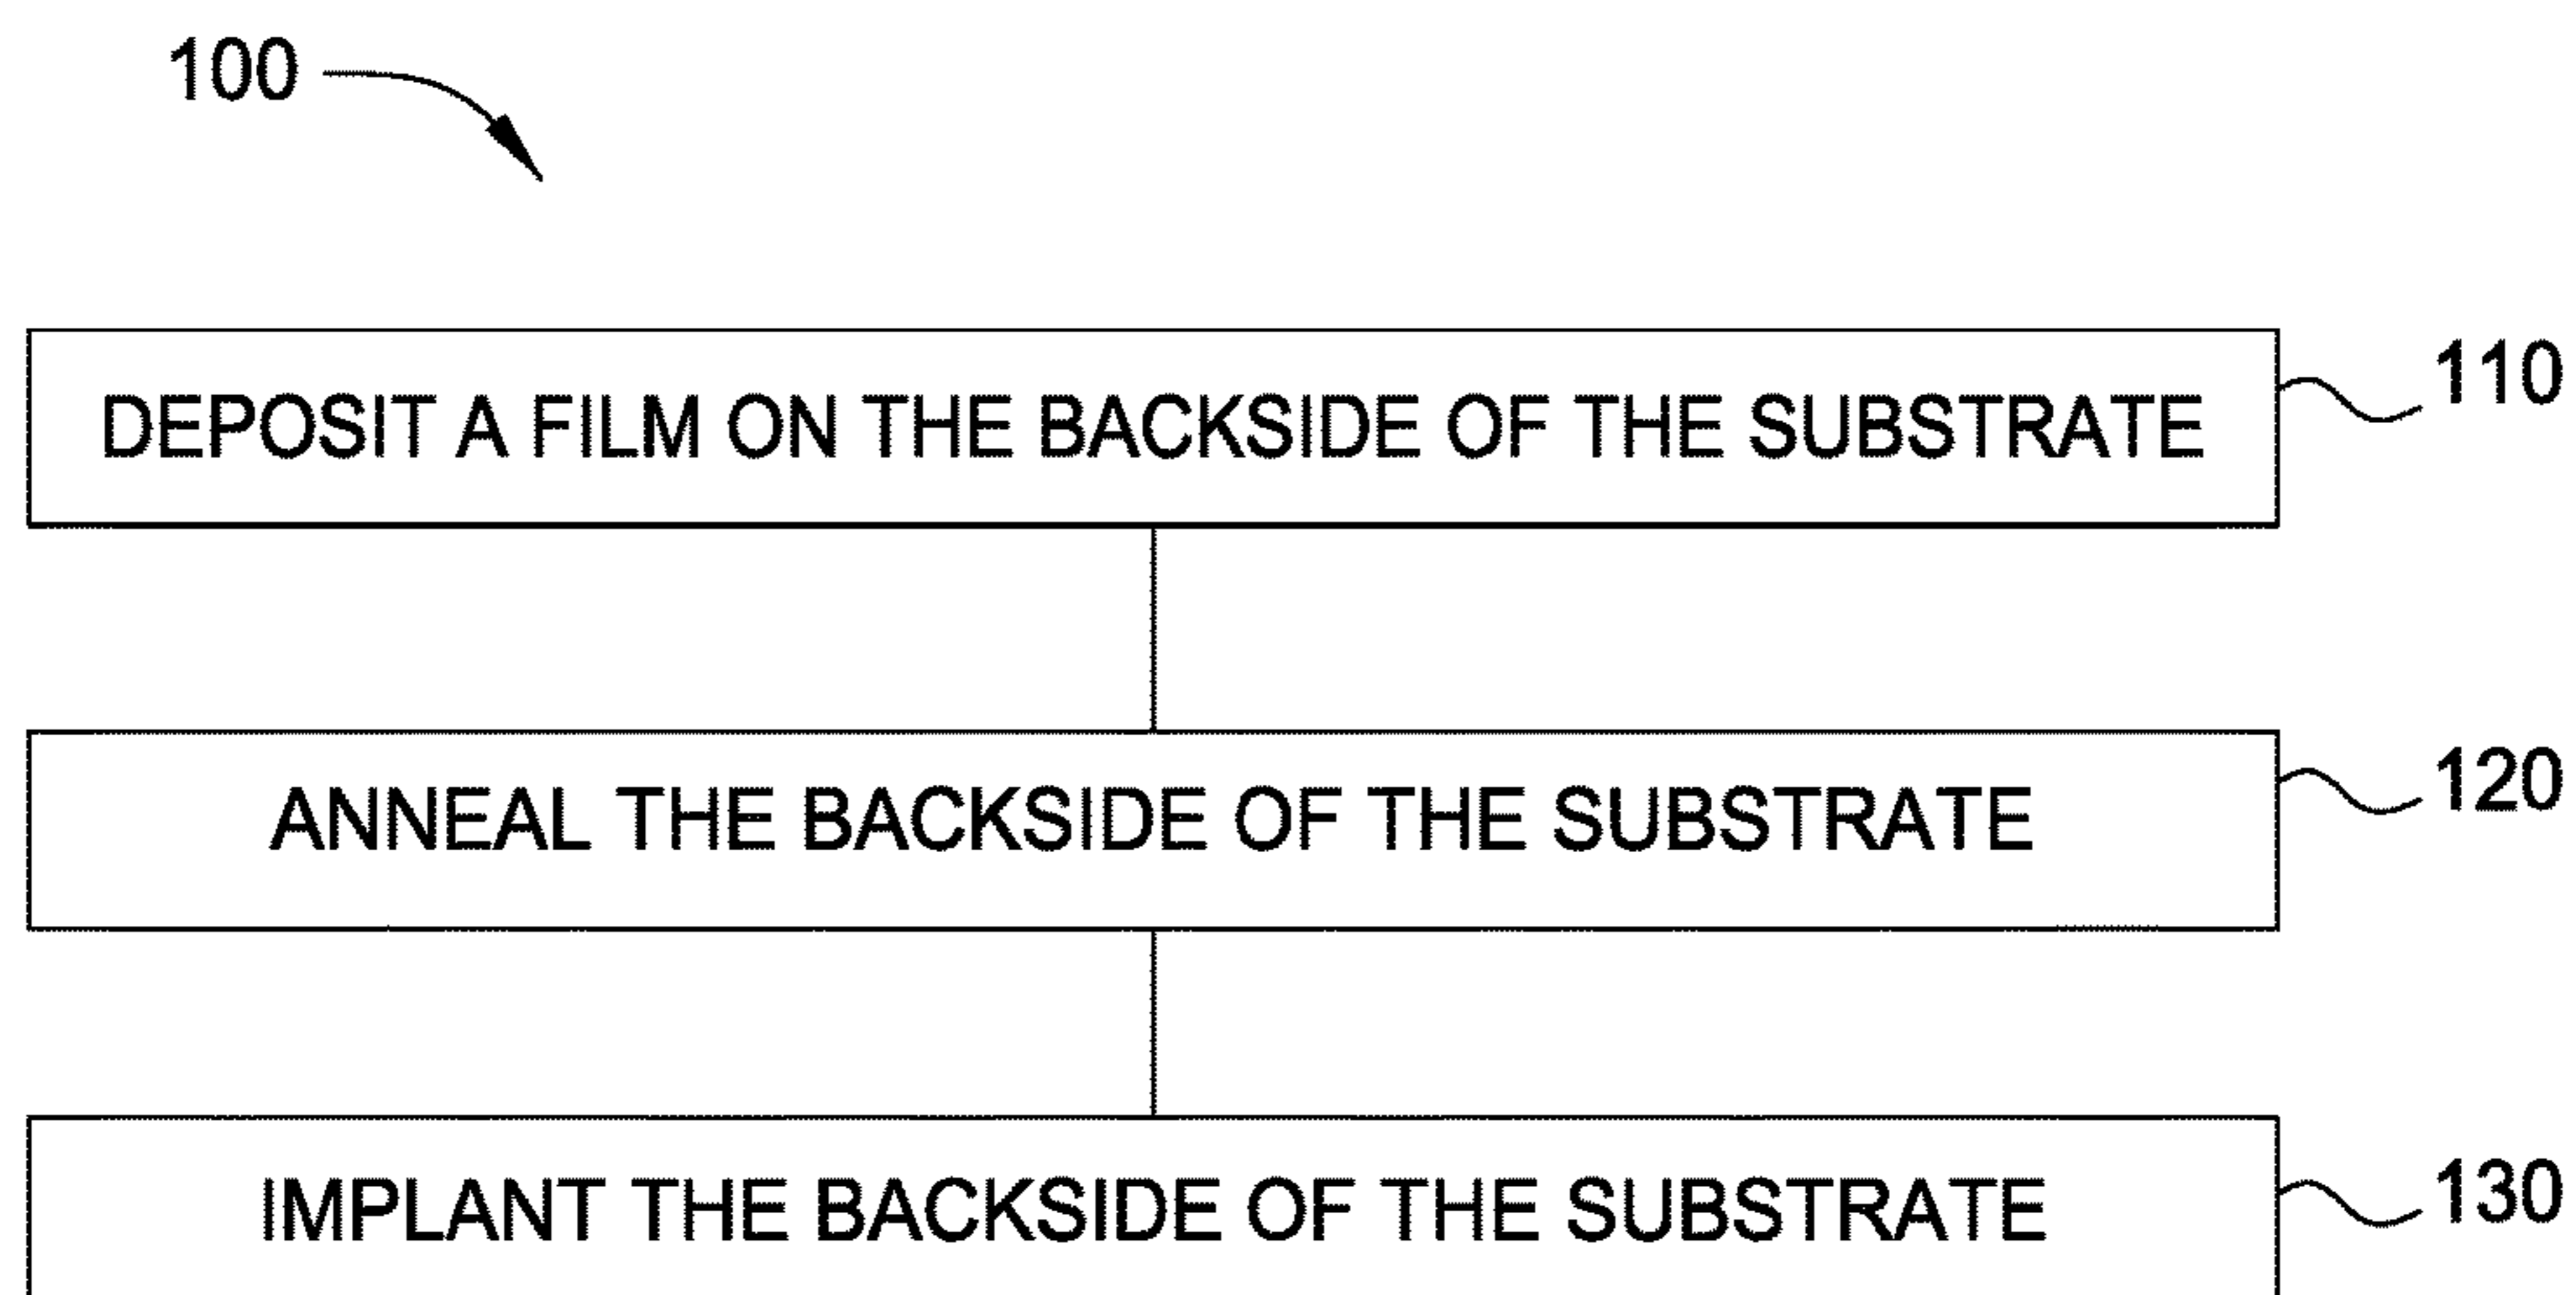 100
DEPOSIT A FILM ON THE BACKSIDE OF THE SUBSTRATE
110
ANNEAL THE BACKSIDE OF THE SUBSTRATE
120
IMPLANT THE BACKSIDE OF THE SUBSTRATE
130